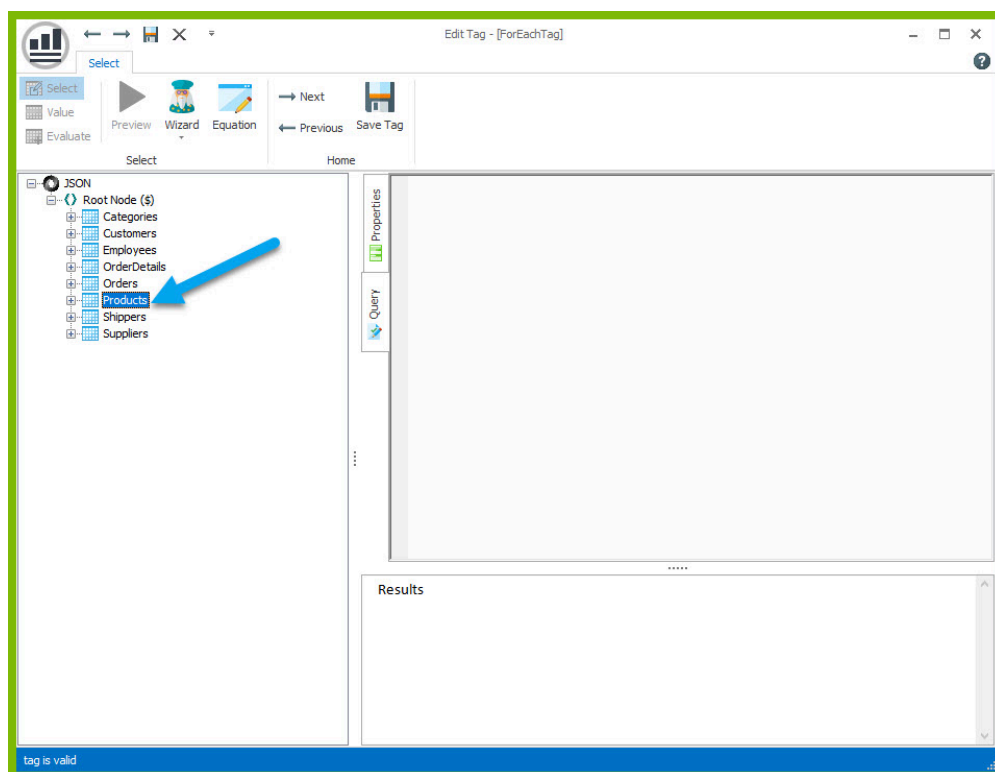 Edit Tag - [ForEachTag]
Select
Select
Value
Evaluate
Preview
Wizard
Equation
Next
Previous
Save Tag
Select
Home
JSON
Root Node ($)
Categories
Customers
Employees
OrderDetails
Orders
Products
Shippers
Suppliers
Properties
Query
Results
tag is valid